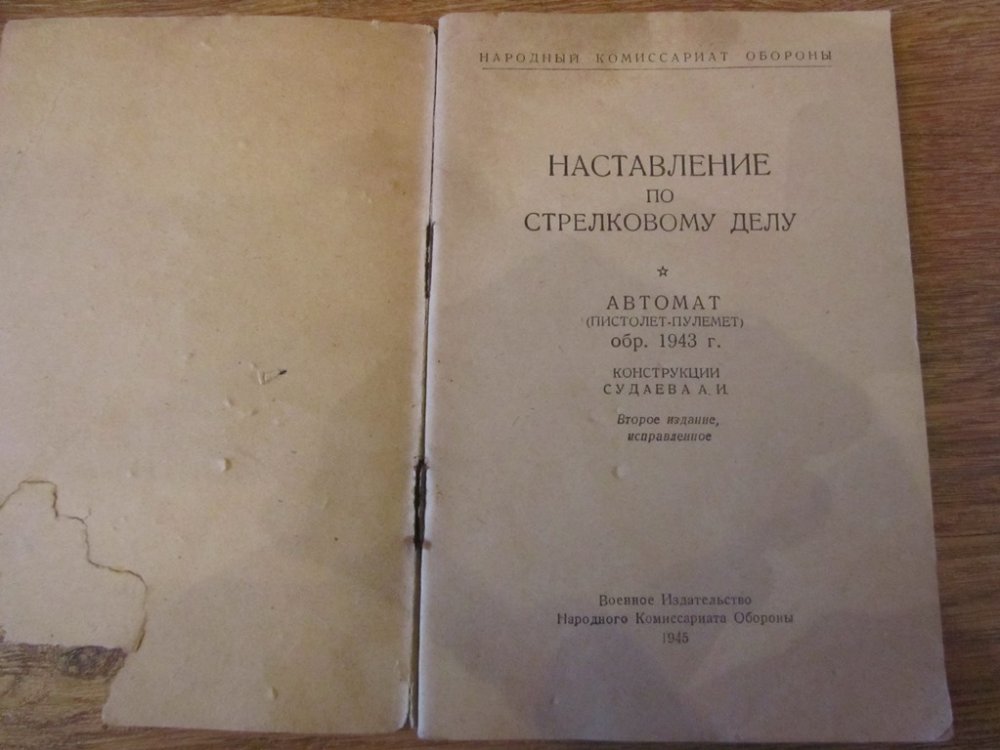 НАРОДНЫЙ КОМИССАРИАТ ОБОРОНЫ
НАСТАВЛЕНИЕ
ПО
СТРЕЛКОВОМУ ДЕЛУ
☆
АВТОМАТ
(ПИСТОЛЕТ-ПУЛЕМЕТ)
обр. 1943 г.
КОНСТРУКЦИИ
СУДАЕВА А. И.
Второе издание,
исправленное
Военное Издательство
Народного Комиссариата Обороны
1945